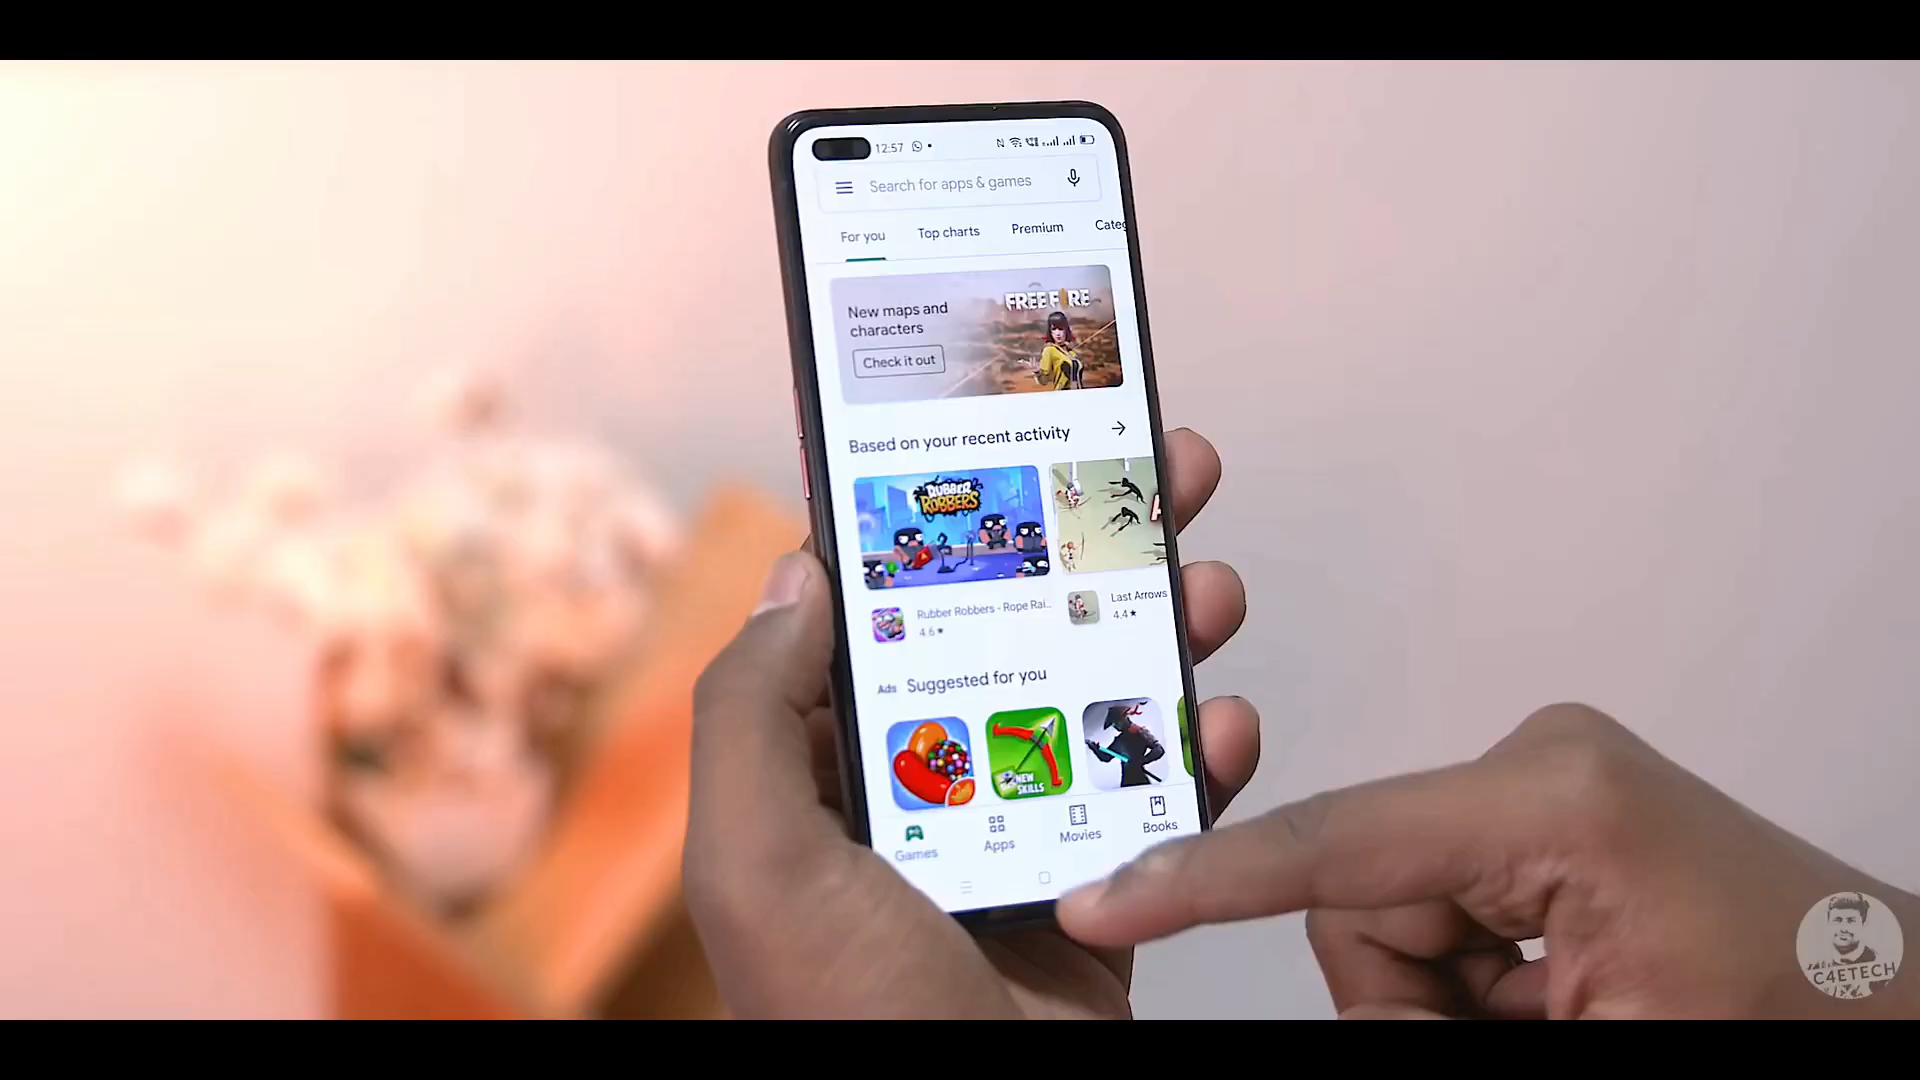 12:57
Search for apps & games
For you
Top charts
Premium
Categ
New maps and
characters
Check it out
FREE FIRE
Based on your recent activity
RUBBER
ROBBERS
Rubber Robbers - Rope Rai...
4.6★
Last Arrows
4.4★
Ads Suggested for you
NEW
SKILLS
Games
Apps
Movies
Books
C4ETECH